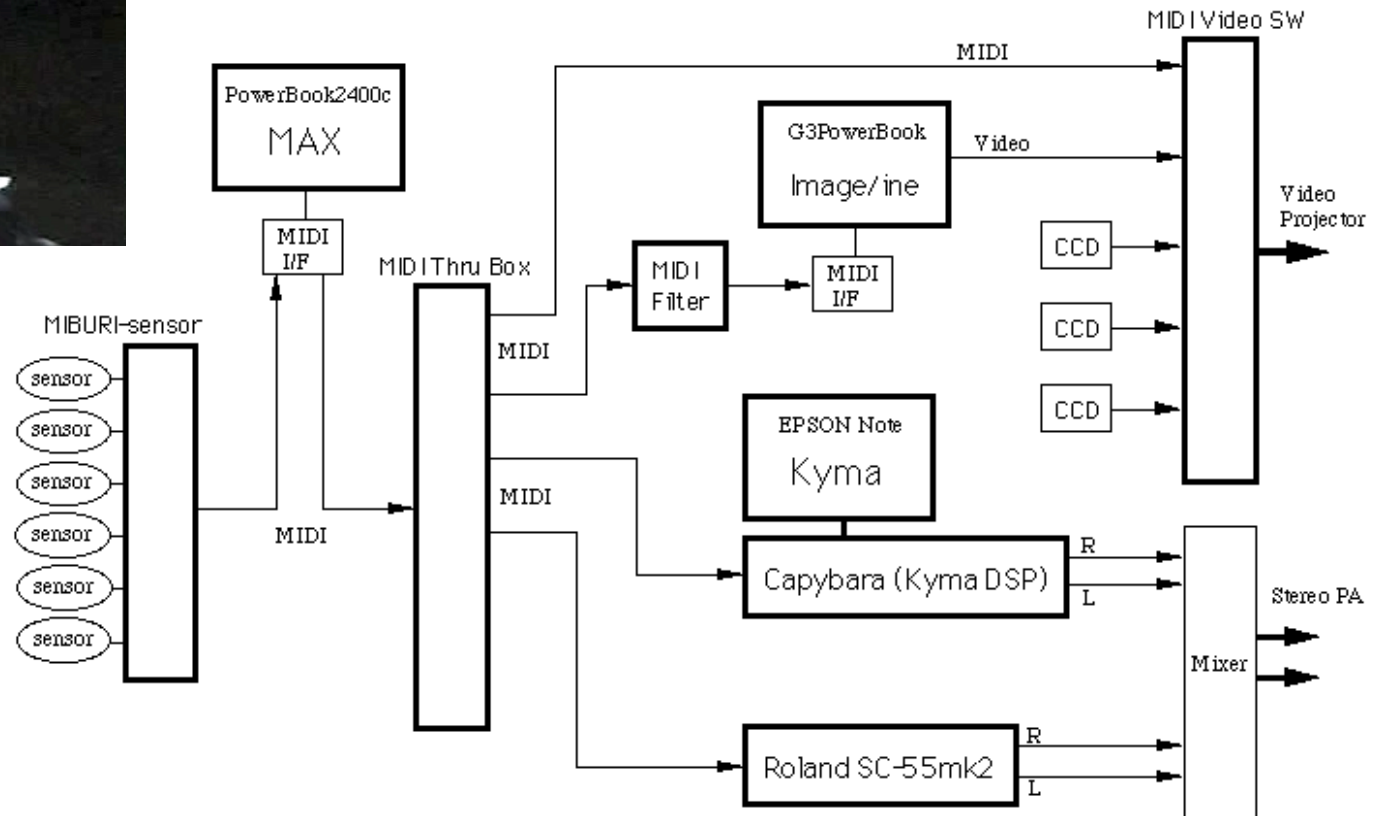 MIDI Video SW
MIDI
PowerBook2400c
MAX
G3PowerBook
Image/ine
Video
Video
Projector
MIDI
I/F
CCD
MIDI Thru Box
MIDI
Filter
MIDI
I/F
MIBURI-sensor
CCD
MIDI
sensor
CCD
sensor
EPSON Note
Kyma
sensor
MIDI
sensor
MIDI
R
Capybara (Kyma DSP)
L
sensor
Stereo PA
sensor
Mixer
R
Roland SC-55mk2
L